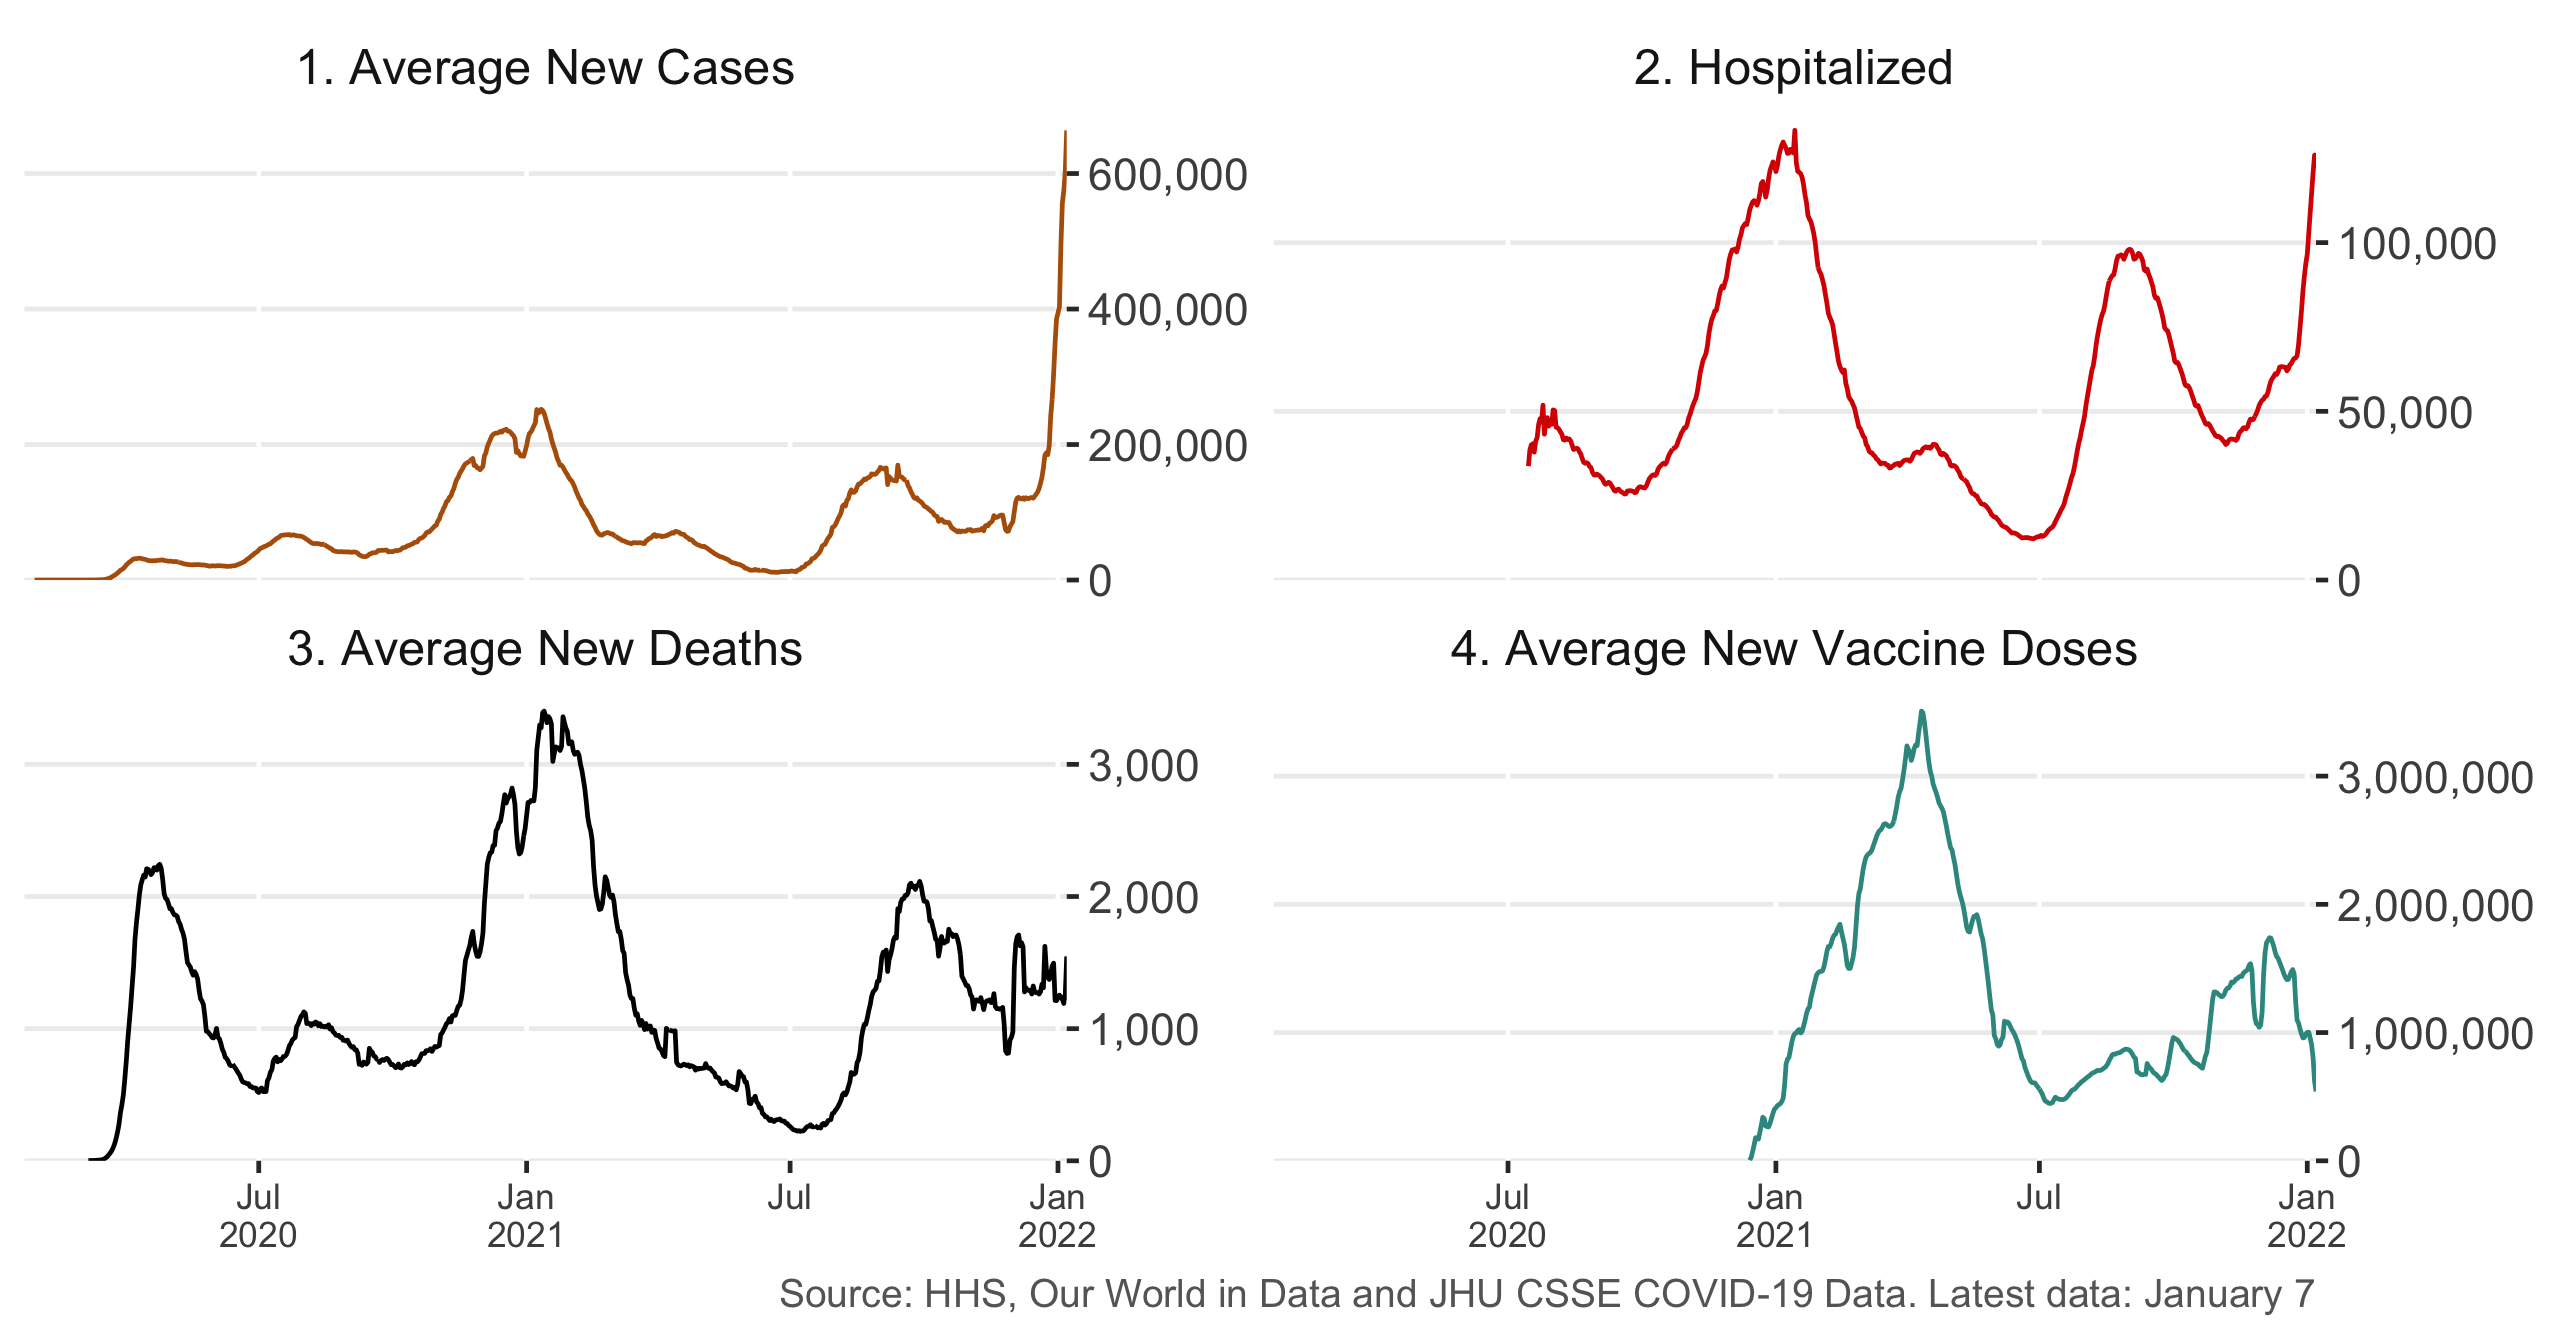 1. Average New Cases
600,000
400,000
200,000
0
2. Hospitalized
100,000
50,000
0
3. Average New Deaths
3,000
2,000
1,000
0
Jul
2020
Jan
2021
Jul
Jan
2022
4. Average New Vaccine Doses
3,000,000
2,000,000
1,000,000
0
Jul
2020
Jan
2021
Jul
Jan
2022
Source: HHS, Our World in Data and JHU CSSE COVID-19 Data. Latest data: January 7